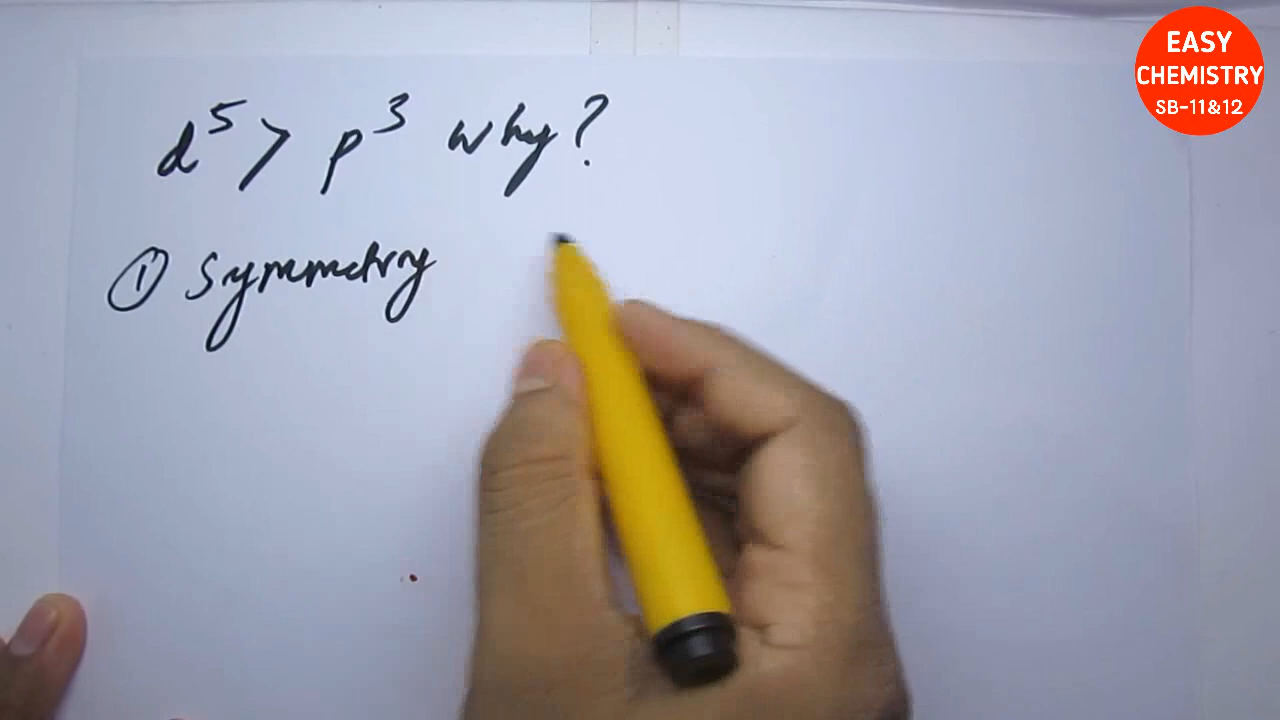 EASY
CHEMISTRY
SB-11&12
d⁵ > p³ why?
① Symmetry